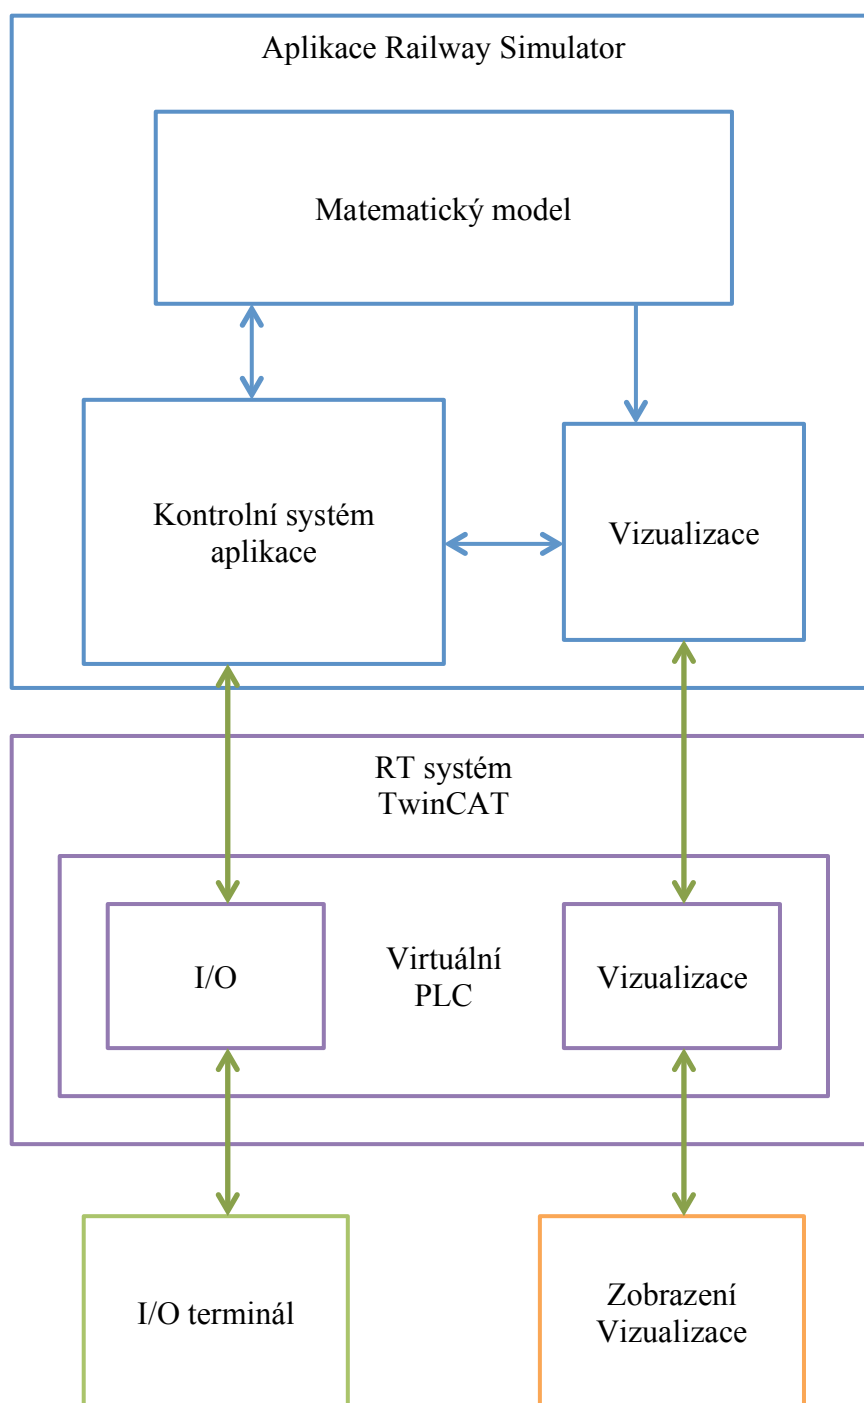 Aplikace Railway Simulator
Matematický model
Kontrolní systém
aplikace
Vizualizace
RT systém
TwinCAT
I/O
Virtuální
PLC
Vizualizace
I/O terminál
Zobrazení
Vizualizace